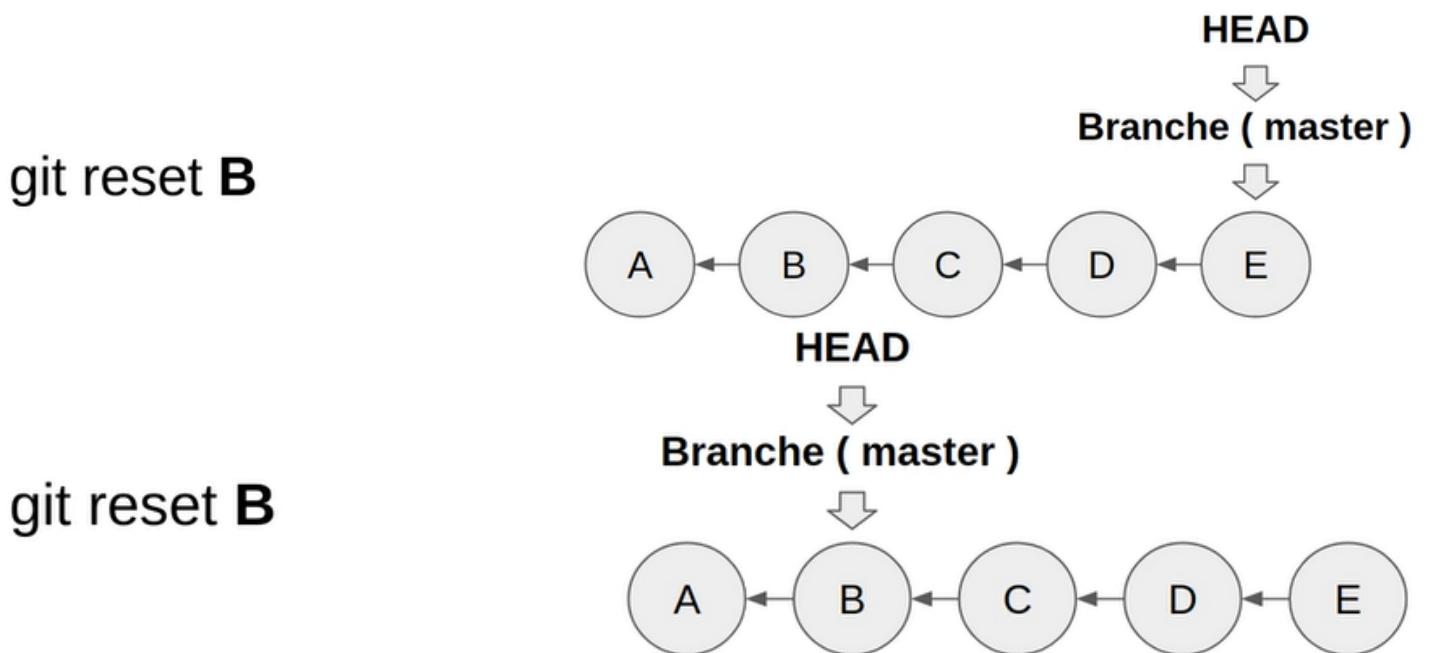 HEAD
Branche ( master )
git reset B
A B C D E
HEAD
Branche ( master )
git reset B
A B C D E